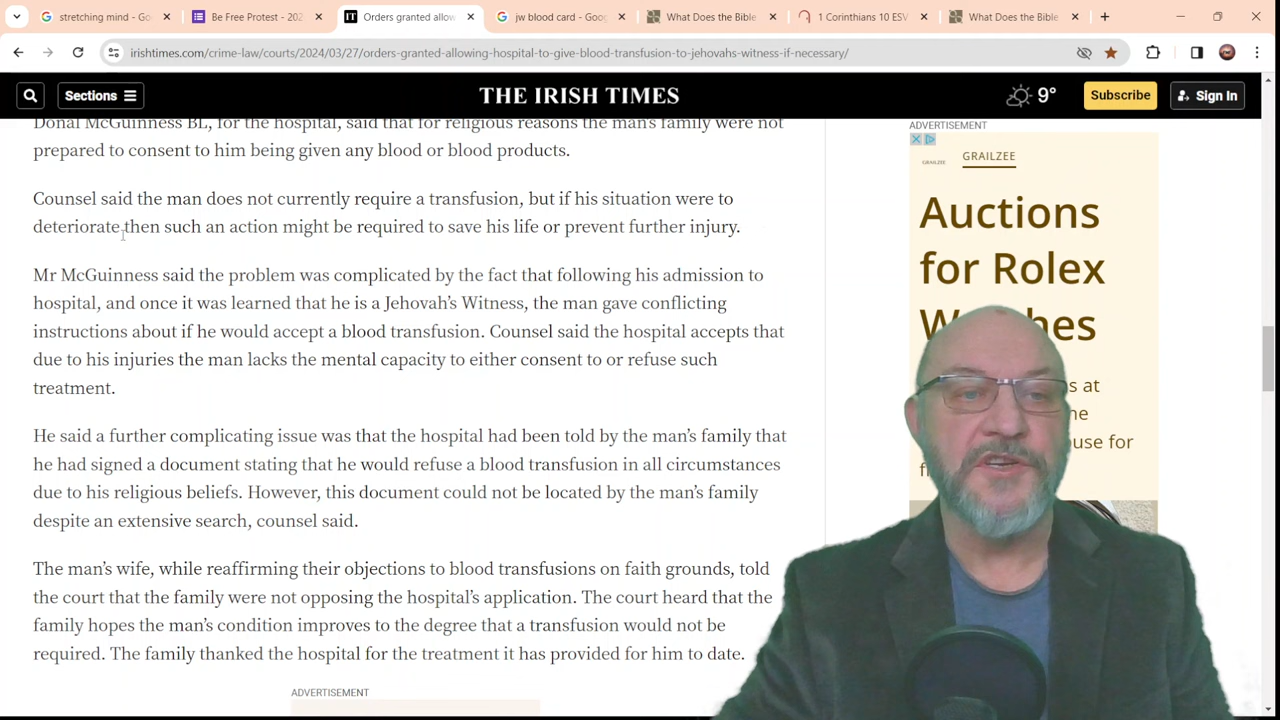 stretching mind - Go
Be Free Protest - 202
Orders granted allow
jw blood card - Goog
What Does the Bible
1 Corinthians 10 ESV
What Does the Bible
irishtimes.com/crime-law/courts/2024/03/27/orders-granted-allowing-hospital-to-give-blood-transfusion-to-jehovahs-witness-if-necessary/
Sections
THE IRISH TIMES
9°
Subscribe
Sign In
Donal McGuinness BL, for the hospital, said that for religious reasons the man's family were not
prepared to consent to him being given any blood or blood products.
Counsel said the man does not currently require a transfusion, but if his situation were to
deteriorate then such an action might be required to save his life or prevent further injury.
Mr McGuinness said the problem was complicated by the fact that following his admission to
hospital, and once it was learned that he is a Jehovah's Witness, the man gave conflicting
instructions about if he would accept a blood transfusion. Counsel said the hospital accepts that
due to his injuries the man lacks the mental capacity to either consent to or refuse such
treatment.
He said a further complicating issue was that the hospital had been told by the man's family that
he had signed a document stating that he would refuse a blood transfusion in all circumstances
due to his religious beliefs. However, this document could not be located by the man's family
despite an extensive search, counsel said.
The man's wife, while reaffirming their objections to blood transfusions on faith grounds, told
the court that the family were not opposing the hospital's application. The court heard that the
family hopes the man's condition improves to the degree that a transfusion would not be
required. The family thanked the hospital for the treatment it has provided for him to date.
ADVERTISEMENT
ADVERTISEMENT
GRAILZEE
GRAILZEE
Auctions
for Rolex
W hes
s at
ne
use for
f